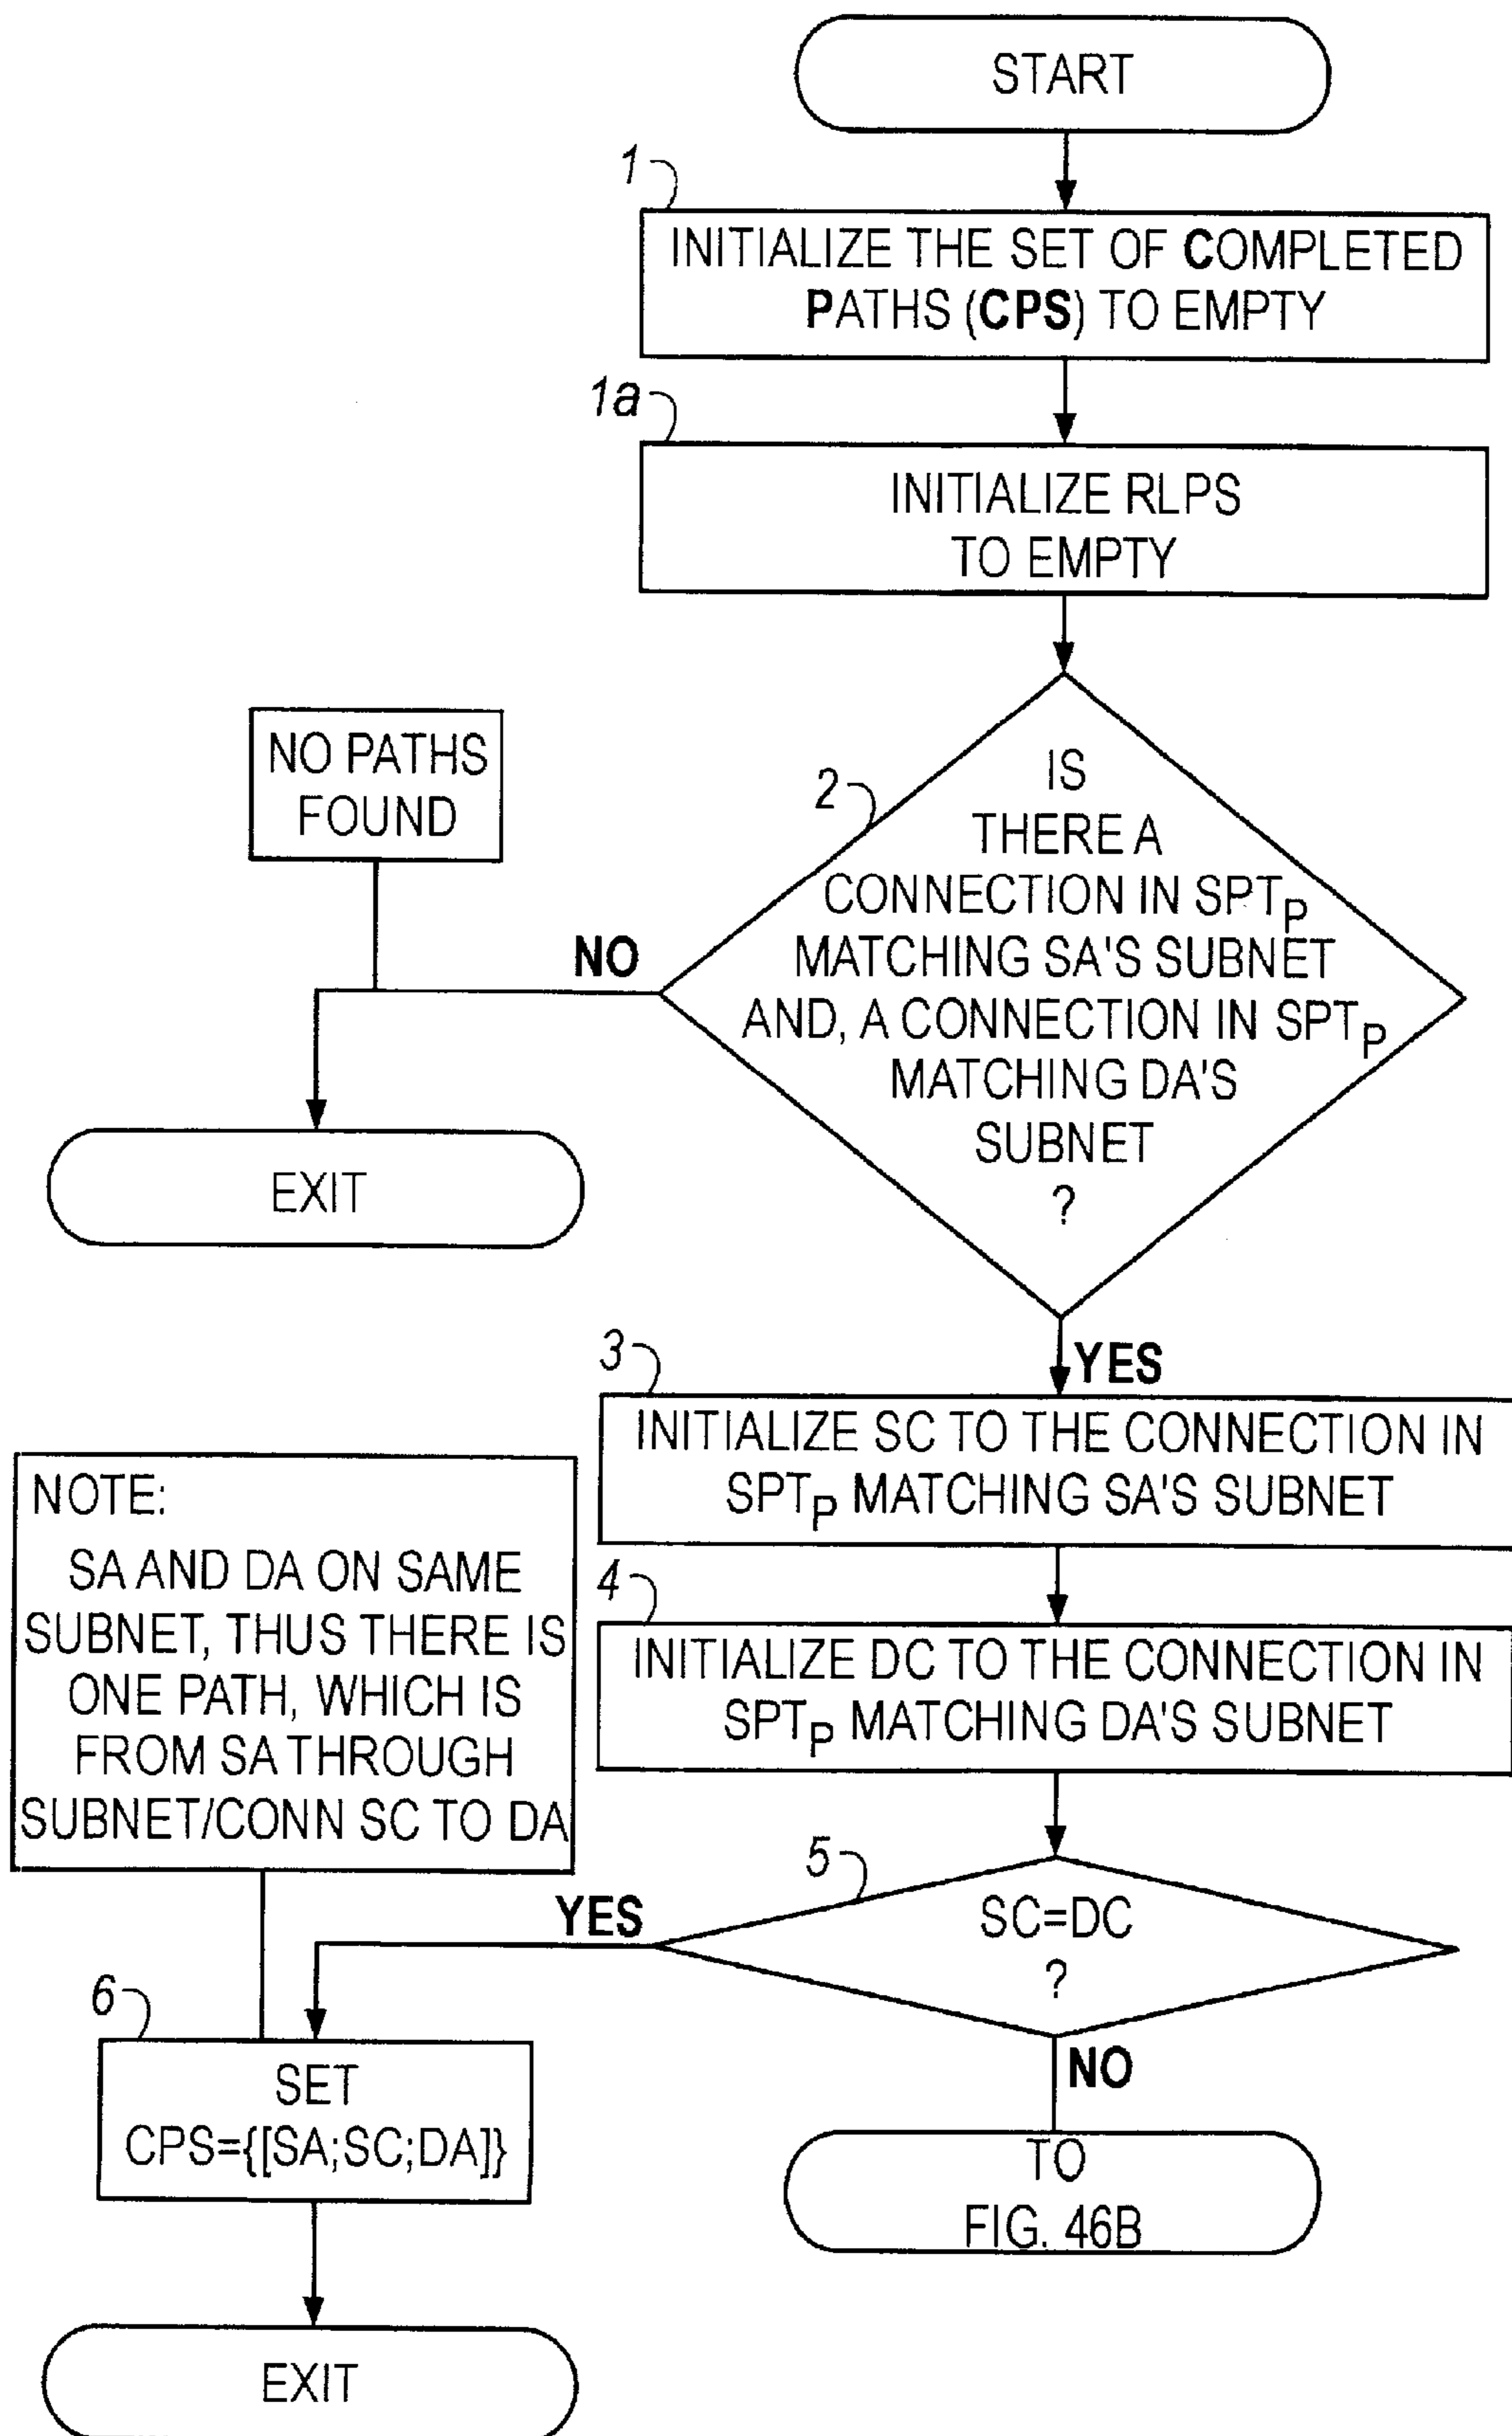 START
1
INITIALIZE THE SET OF COMPLETED
PATHS (CPS) TO EMPTY
1a
INITIALIZE RLPS
TO EMPTY
NO PATHS
FOUND
2
IS
THERE A
CONNECTION IN SPTP
MATCHING SA'S SUBNET
AND, A CONNECTION IN SPTP
MATCHING DA'S
SUBNET
?
NO
EXIT
YES
3
INITIALIZE SC TO THE CONNECTION IN
SPTP MATCHING SA'S SUBNET
4
INITIALIZE DC TO THE CONNECTION IN
SPTP MATCHING DA'S SUBNET
NOTE:
SA AND DA ON SAME
SUBNET, THUS THERE IS
ONE PATH, WHICH IS
FROM SA THROUGH
SUBNET/CONN SC TO DA
5
SC=DC
?
YES
6
SET
CPS={[SA;SC;DA]}
NO
TO
FIG. 46B
EXIT